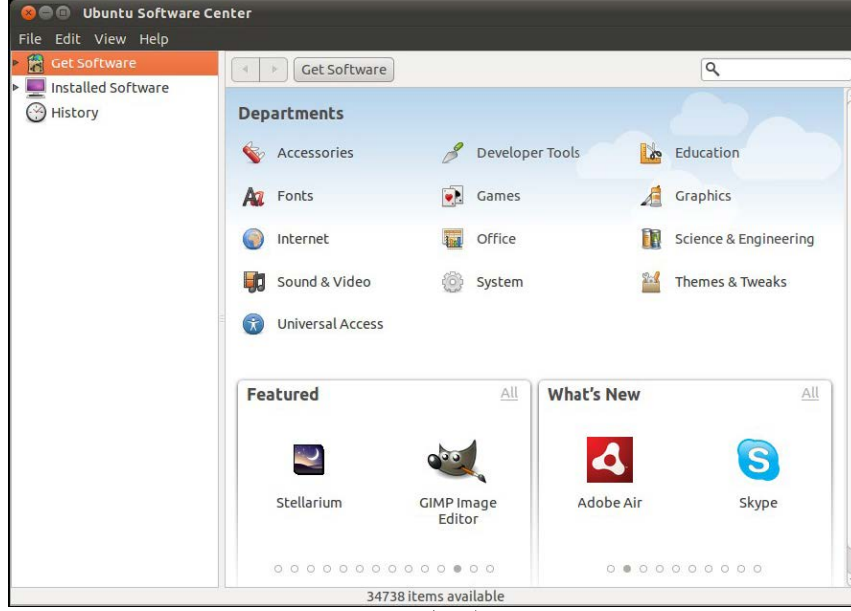 Ubuntu Software Center
File Edit View Help
Get Software
Installed Software
History
Get Software
Departments
Accessories Developer Tools Education
Fonts Games Graphics
Internet Office Science & Engineering
Sound & Video System Themes & Tweaks
Universal Access
Featured All What's New All
Stellarium GIMP Image Editor Adobe Air Skype
34738 items available